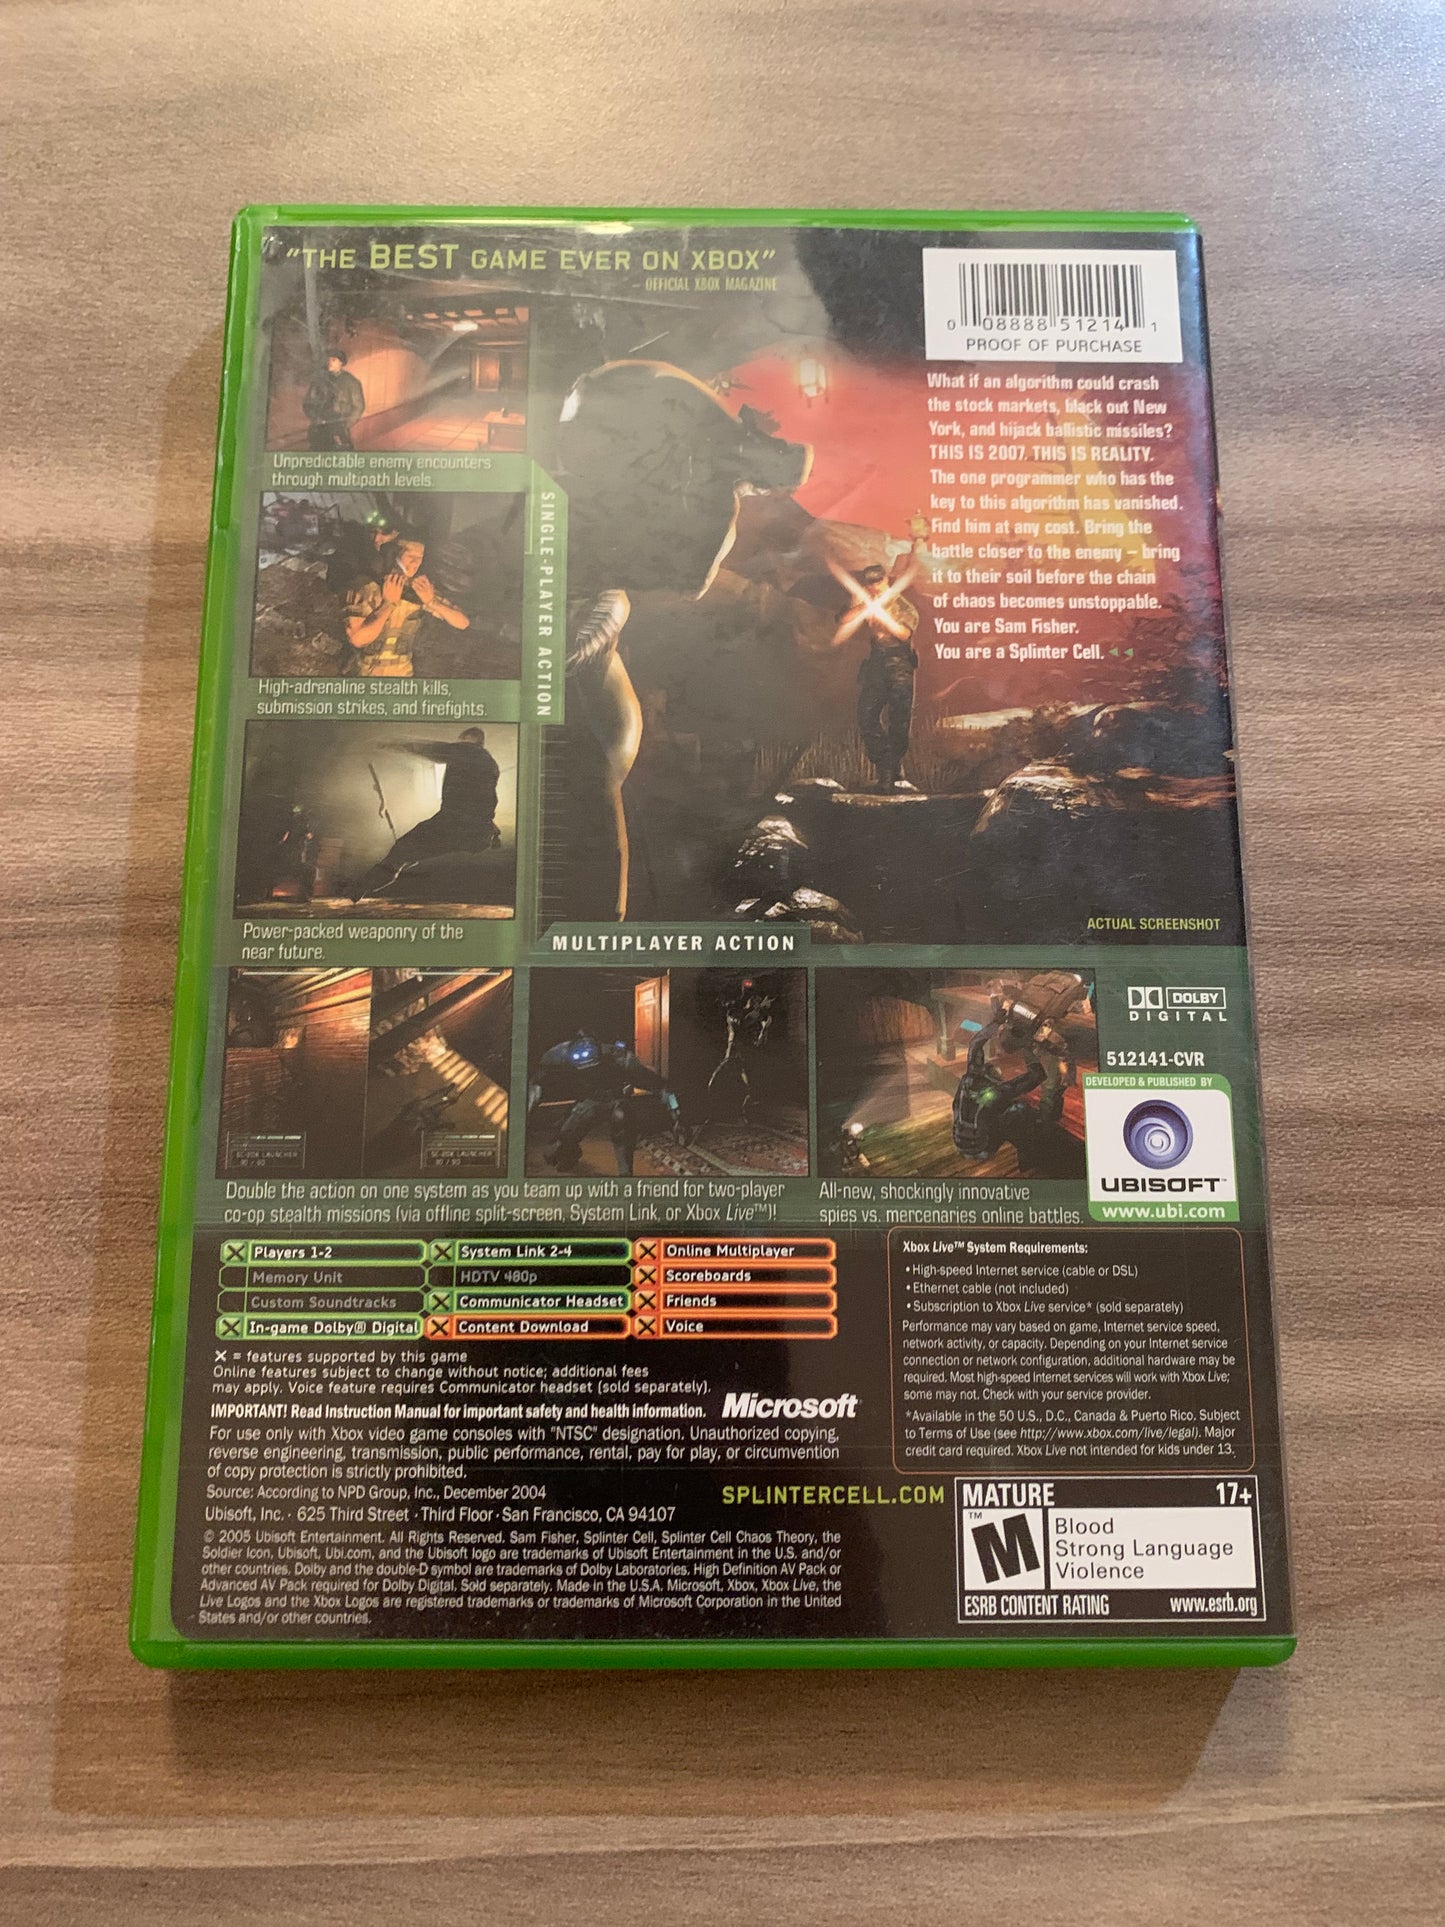 "THE BEST GAME EVER ON XBOX"
– OFFICIAL XBOX MAGAZINE
0 08888 51214 1
PROOF OF PURCHASE
What if an algorithm could crash
the stock markets, black out New
York, and hijack ballistic missiles?
THIS IS 2007. THIS IS REALITY.
The one programmer who has the
key to this algorithm has vanished.
Find him at any cost. Bring the
battle closer to the enemy – bring
it to their soil before the chain
of chaos becomes unstoppable.
You are Sam Fisher.
You are a Splinter Cell.
Unpredictable enemy encounters
through multipath levels.
SINGLE-PLAYER ACTION
High-adrenaline stealth kills,
submission strikes, and firefights.
Power-packed weaponry of the
near future.
ACTUAL SCREENSHOT
MULTIPLAYER ACTION
SC-20K LAUNCHER
SC-20K LAUNCHER
Double the action on one system as you team up with a friend for two-player
co-op stealth missions (via offline split-screen, System Link, or Xbox Live™)!
All-new, shockingly innovative
spies vs. mercenaries online battles.
DOLBY
DIGITAL
512141-CVR
DEVELOPED & PUBLISHED BY
UBISOFT
www.ubi.com
Players 1-2
System Link 2-4
Online Multiplayer
Memory Unit
HDTV 480p
Scoreboards
Custom Soundtracks
Communicator Headset
Friends
In-game Dolby® Digital
Content Download
Voice
X = features supported by this game
Online features subject to change without notice; additional fees
may apply. Voice feature requires Communicator headset (sold separately).
IMPORTANT! Read Instruction Manual for important safety and health information.
Microsoft
For use only with Xbox video game consoles with "NTSC" designation. Unauthorized copying,
reverse engineering, transmission, public performance, rental, pay for play, or circumvention
of copy protection is strictly prohibited.
Source: According to NPD Group, Inc., December 2004
SPLINTERCELL.COM
Ubisoft, Inc. · 625 Third Street · Third Floor · San Francisco, CA 94107
© 2005 Ubisoft Entertainment. All Rights Reserved. Sam Fisher, Splinter Cell, Splinter Cell Chaos Theory, the
Soldier Icon, Ubisoft, Ubi.com, and the Ubisoft logo are trademarks of Ubisoft Entertainment in the U.S. and/or
other countries. Dolby and the double-D symbol are trademarks of Dolby Laboratories. High Definition AV Pack or
Advanced AV Pack required for Dolby Digital. Sold separately. Made in the U.S.A. Microsoft, Xbox, Xbox Live, the
Live Logos and the Xbox Logos are registered trademarks or trademarks of Microsoft Corporation in the United
States and/or other countries.
Xbox Live™ System Requirements:
• High-speed Internet service (cable or DSL)
• Ethernet cable (not included)
• Subscription to Xbox Live service* (sold separately)
Performance may vary based on game, Internet service speed,
network activity, or capacity. Depending on your Internet service
connection or network configuration, additional hardware may be
required. Most high-speed Internet services will work with Xbox Live;
some may not. Check with your service provider.
*Available in the 50 U.S., D.C., Canada & Puerto Rico. Subject
to Terms of Use (see http://www.xbox.com/live/legal). Major
credit card required. Xbox Live not intended for kids under 13.
MATURE 17+
M
™
Blood
Strong Language
Violence
ESRB CONTENT RATING www.esrb.org